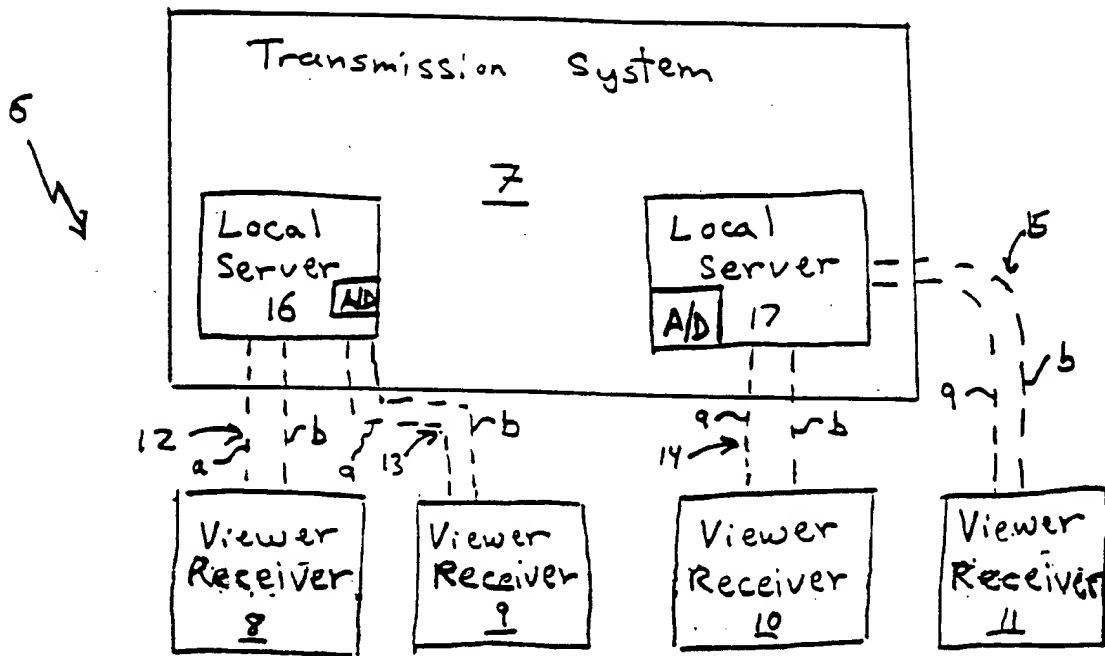 Transmission System
6
7
Local
Server
16
A/D
Local
Server
A/D
17
15
a
b
12
a
b
a
13
b
a
14
b
Viewer
Receiver
8
Viewer
Receiver
9
Viewer
Receiver
10
Viewer
Receiver
11